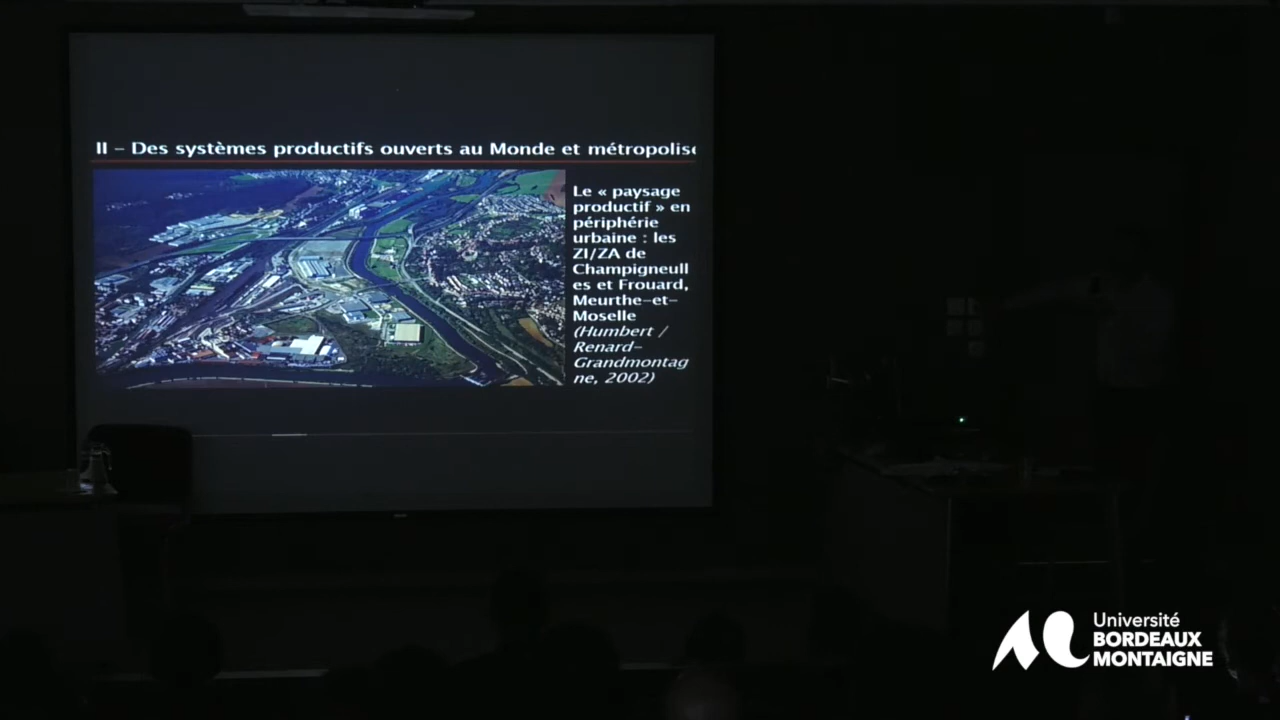 II – Des systèmes productifs ouverts au Monde et métropolis
Le « paysage
productif » en
périphérie
urbaine : les
ZI/ZA de
Champigneull
es et Frouard,
Meurthe-et-
Moselle
(Humbert /
Renard-
Grandmontag
ne, 2002)
Université
BORDEAUX
MONTAIGNE